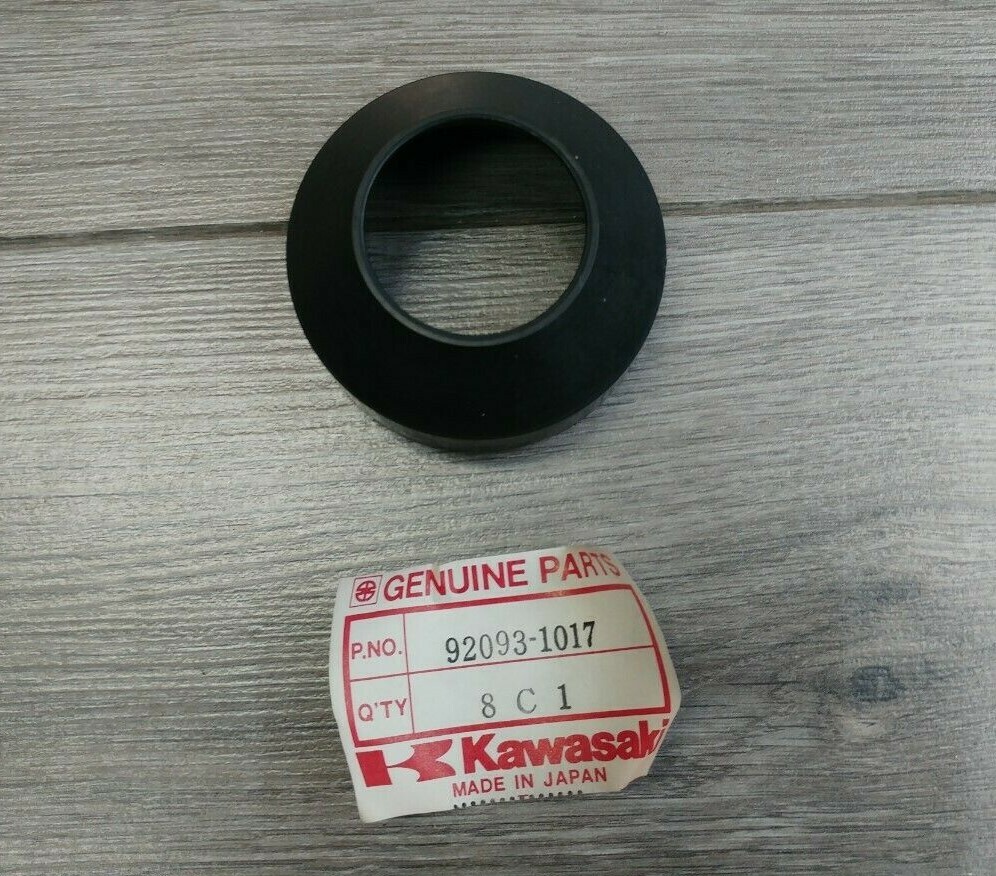 GENUINE PARTS
P.NO. 92093-1017
Q'TY 8 C 1
Kawasaki
MADE IN JAPAN